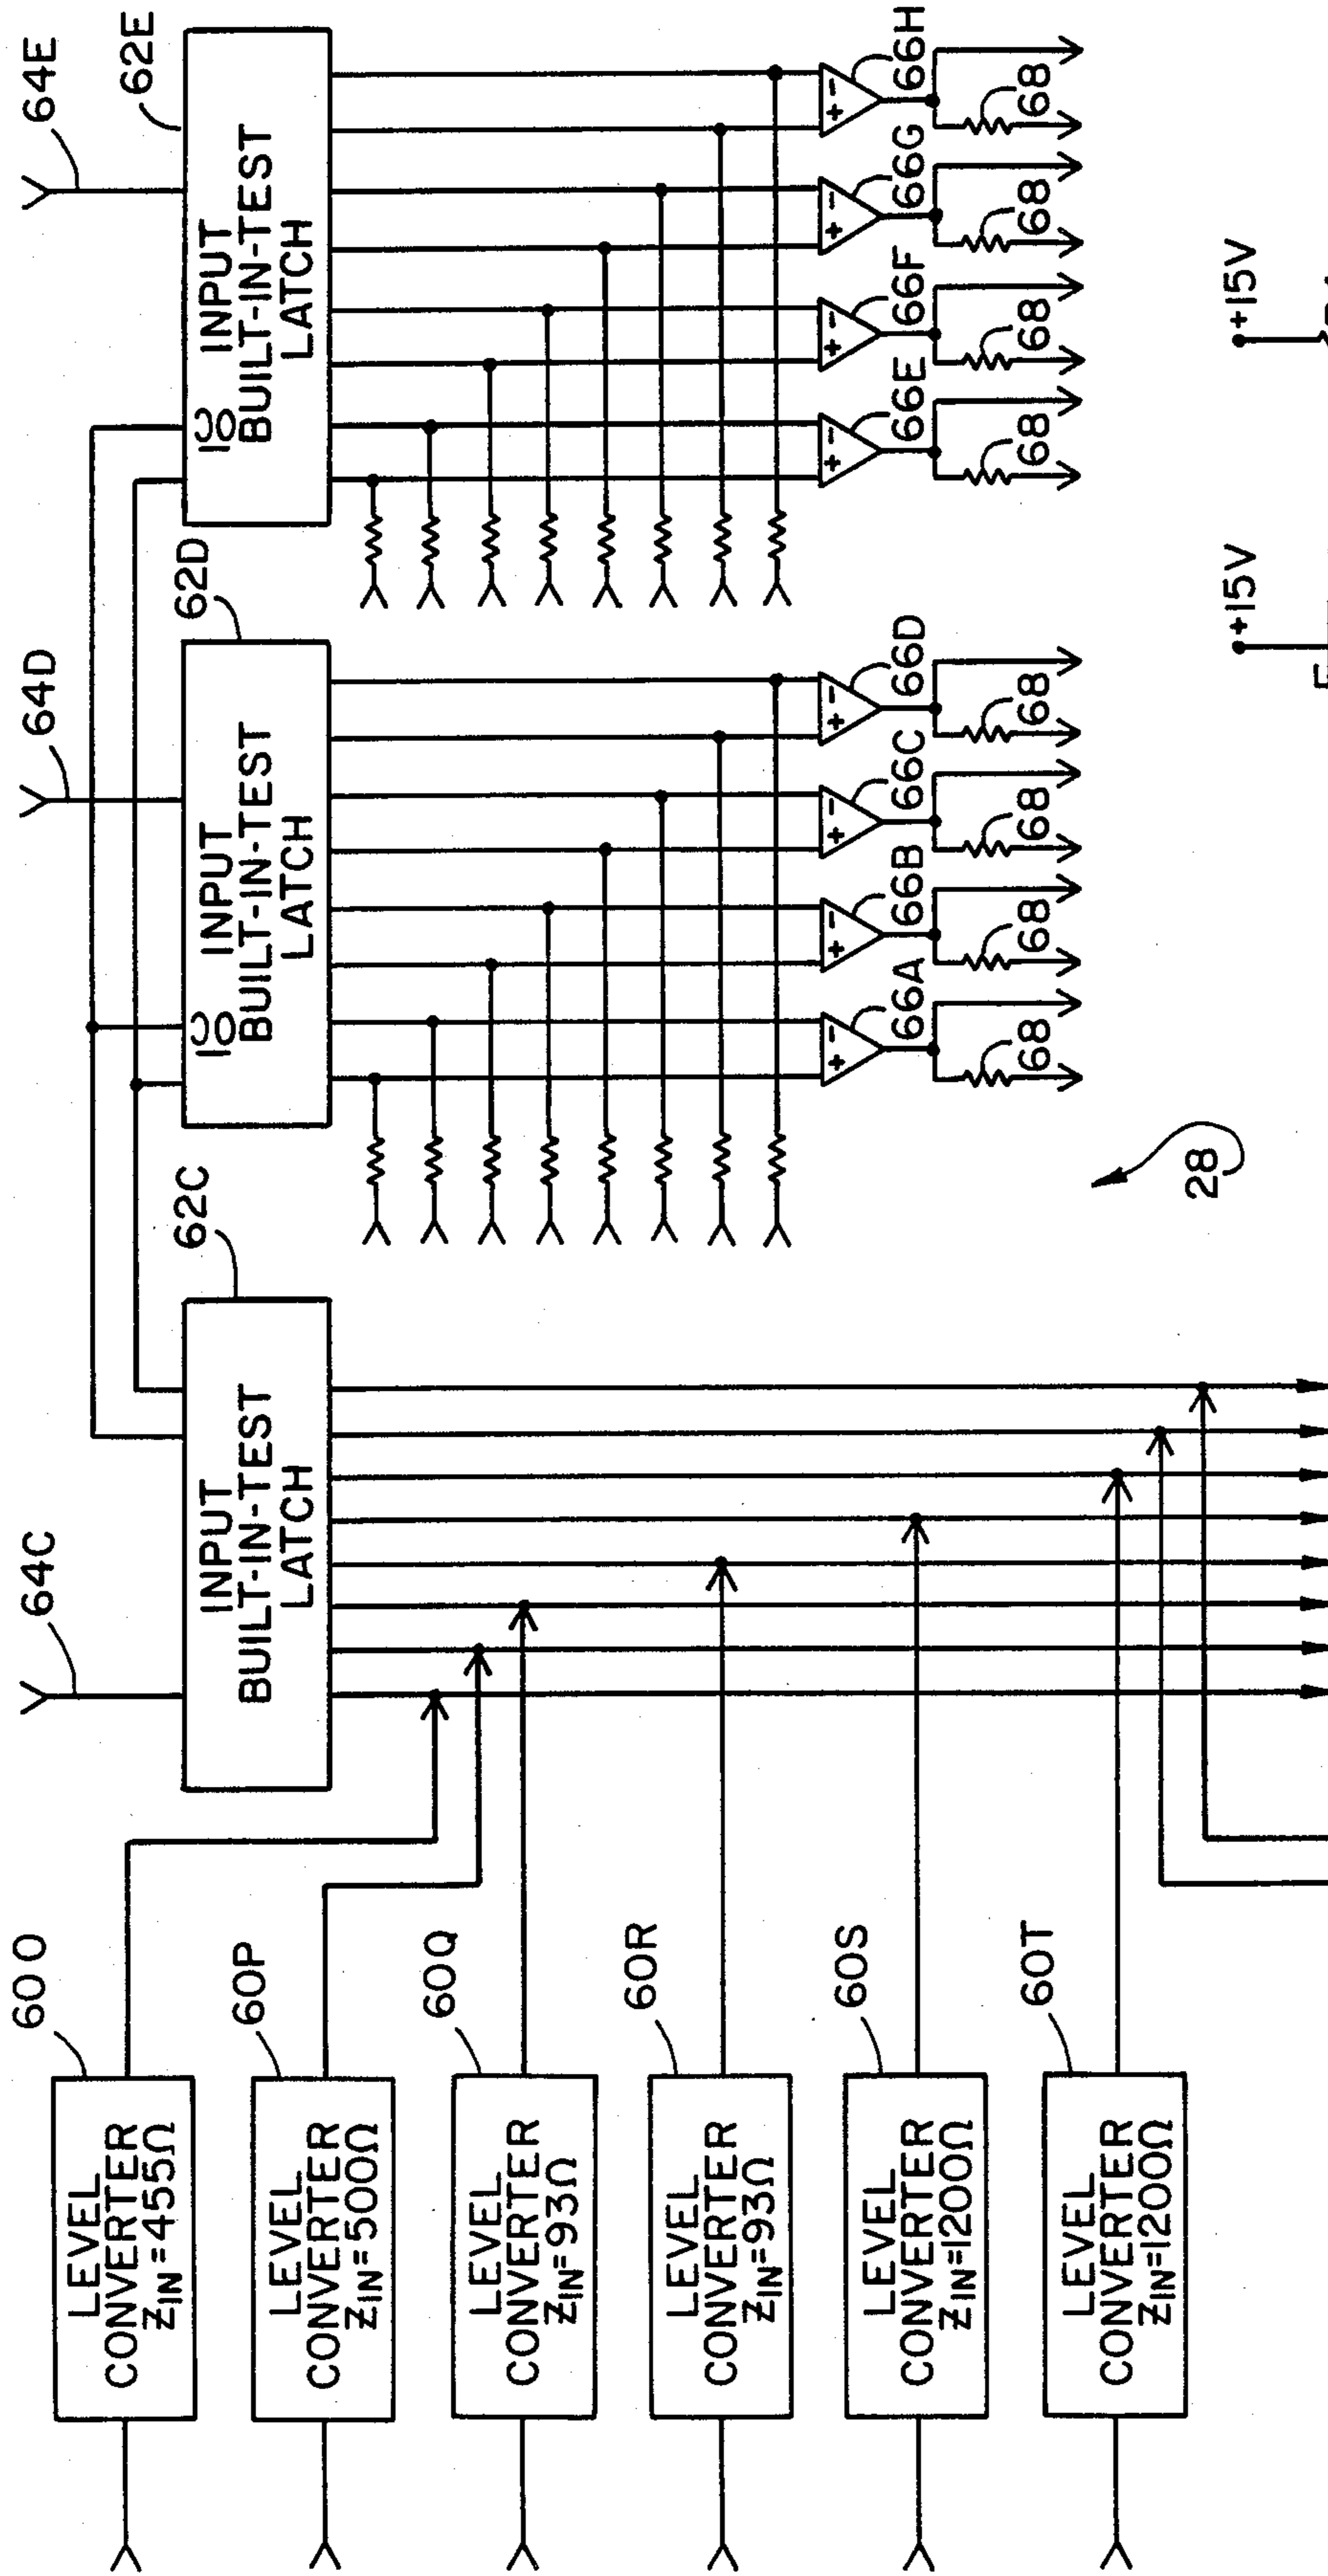 60 O
LEVEL
CONVERTER
ZIN=455Ω
60P
LEVEL
CONVERTER
ZIN=500Ω
60Q
LEVEL
CONVERTER
ZIN=93Ω
60R
LEVEL
CONVERTER
ZIN=93Ω
60S
LEVEL
CONVERTER
ZIN=1200Ω
60T
LEVEL
CONVERTER
ZIN=1200Ω
64C
62C
INPUT
BUILT-IN-TEST
LATCH
64D
62D
INPUT
BUILT-IN-TEST
LATCH
- + - + - + - +
66A 66B 66C 66D
68 68 68 68
64E
62E
INPUT
BUILT-IN-TEST
LATCH
- + - + - + - +
66E 66F 66G 66H
68 68 68 68
28
+15V
+15V